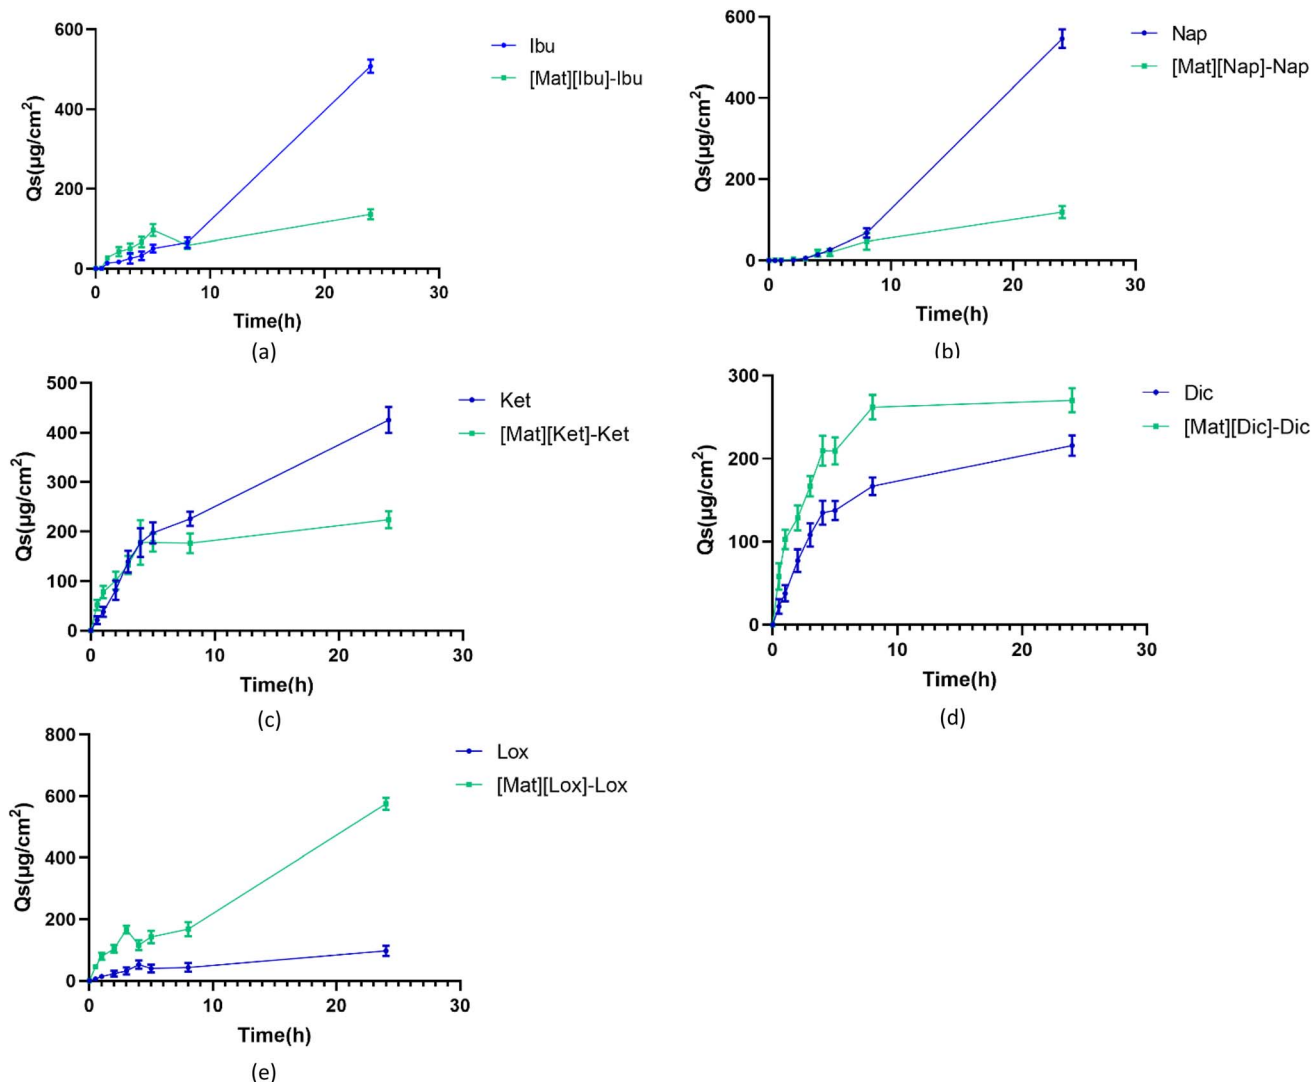 600
400
200
0
Qs(µg/cm²)
0 10 20 30
Time(h)
Ibu
[Mat][Ibu]-Ibu
(a)
600
400
200
0
Qs(µg/cm²)
0 10 20 30
Time(h)
Nap
[Mat][Nap]-Nap
(b)
500
400
300
200
100
0
Qs(µg/cm²)
0 10 20 30
Time(h)
Ket
[Mat][Ket]-Ket
(c)
300
200
100
0
Qs(µg/cm²)
0 10 20 30
Time(h)
Dic
[Mat][Dic]-Dic
(d)
800
600
400
200
0
Qs(µg/cm²)
0 10 20 30
Time(h)
Lox
[Mat][Lox]-Lox
(e)